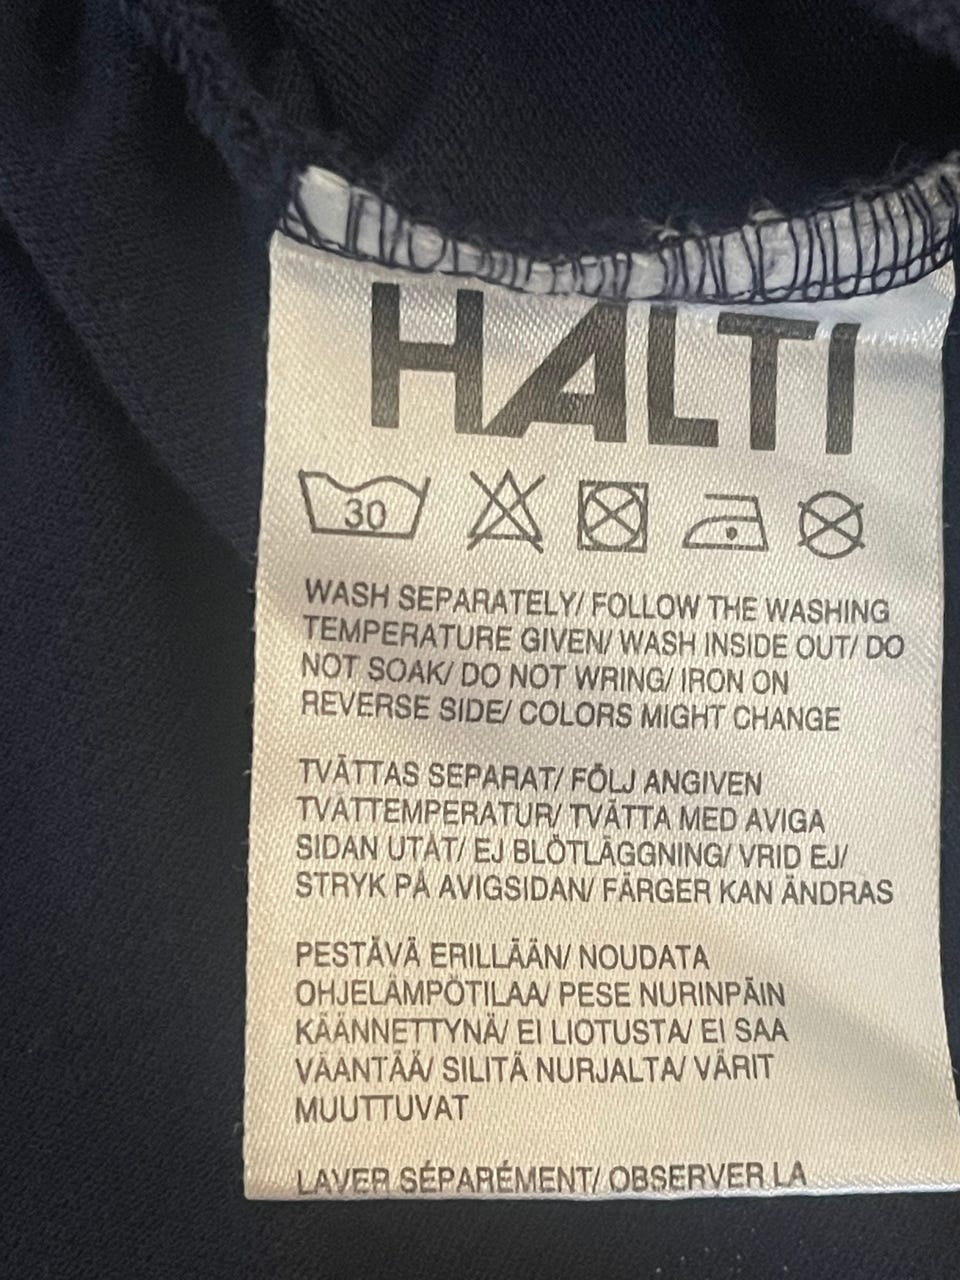 HALTI
30
WASH SEPARATELY/ FOLLOW THE WASHING
TEMPERATURE GIVEN/ WASH INSIDE OUT/ DO
NOT SOAK/ DO NOT WRING/ IRON ON
REVERSE SIDE/ COLORS MIGHT CHANGE
TVÄTTAS SEPARAT/ FÖLJ ANGIVEN
TVÄTTEMPERATUR/ TVÄTTA MED AVIGA
SIDAN UTÅT/ EJ BLÖTLÄGGNING/ VRID EJ/
STRYK PÅ AVIGSIDAN/ FÄRGER KAN ÄNDRAS
PESTÄVÄ ERILLÄÄN/ NOUDATA
OHJELÄMPÖTILAA/ PESE NURINPÄIN
KÄÄNNETTYNÄ/ EI LIOTUSTA/ EI SAA
VÄÄNTÄÄ/ SILITÄ NURJALTA/ VÄRIT
MUUTTUVAT
LAVER SÉPARÉMENT/ OBSERVER LA